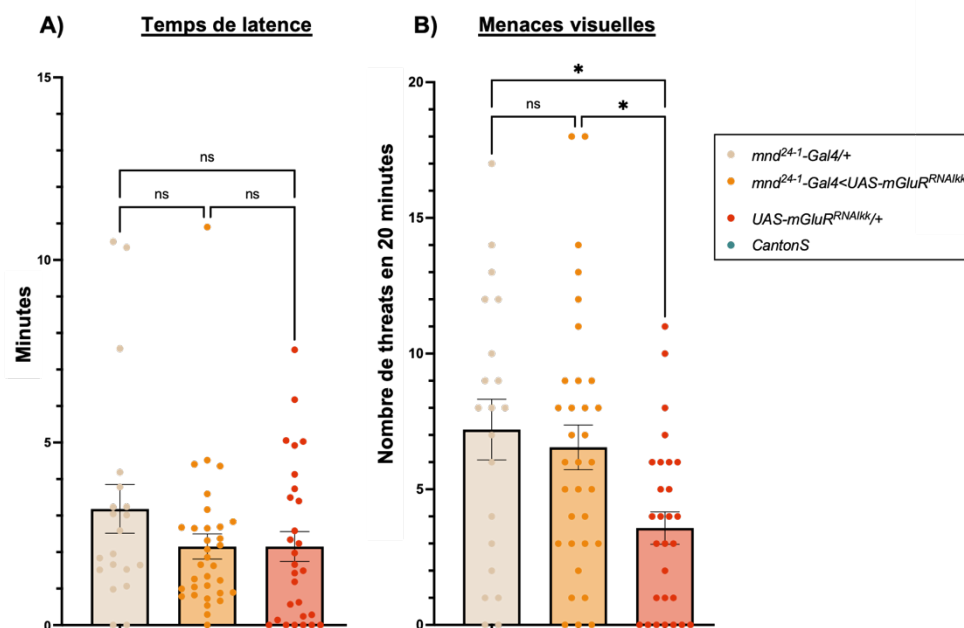 A) Temps de latence
B) Menaces visuelles
Minutes
15
10
5
0
ns
ns
ns
Nombre de threats en 20 minutes
20
15
10
5
0
*
ns
*
mnd²⁴⁻¹-Gal4/+
mnd²⁴⁻¹-Gal4<UAS-mGluRᴿᴺᴬᴵᵏᵏ
UAS-mGluRᴿᴺᴬᴵᵏᵏ/+
CantonS